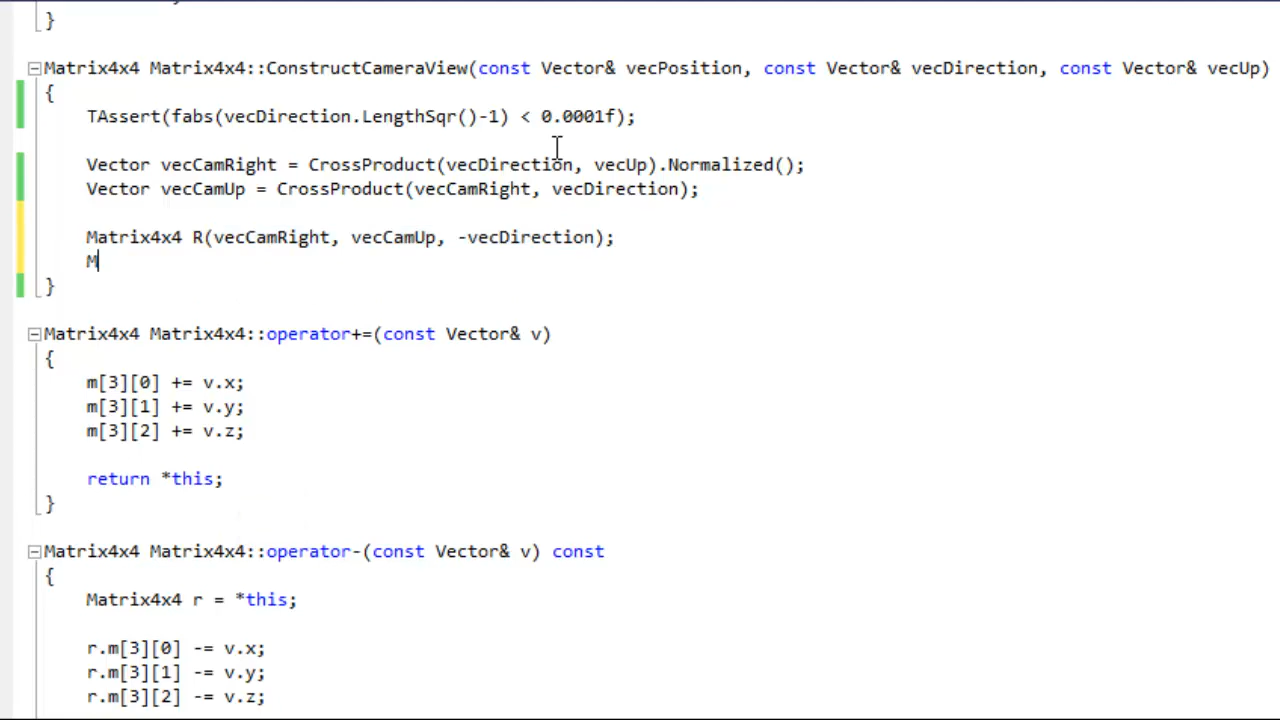 }
Matrix4x4 Matrix4x4::ConstructCameraView(const Vector& vecPosition, const Vector& vecDirection, const Vector& vecUp)
{
TAssert(fabs(vecDirection.LengthSqr()-1) < 0.0001f);
Vector vecCamRight = CrossProduct(vecDirection, vecUp).Normalized();
Vector vecCamUp = CrossProduct(vecCamRight, vecDirection);
Matrix4x4 R(vecCamRight, vecCamUp, -vecDirection);
M
}
Matrix4x4 Matrix4x4::operator+=(const Vector& v)
{
m[3][0] += v.x;
m[3][1] += v.y;
m[3][2] += v.z;
return *this;
}
Matrix4x4 Matrix4x4::operator-(const Vector& v) const
{
Matrix4x4 r = *this;
r.m[3][0] -= v.x;
r.m[3][1] -= v.y;
r.m[3][2] -= v.z;